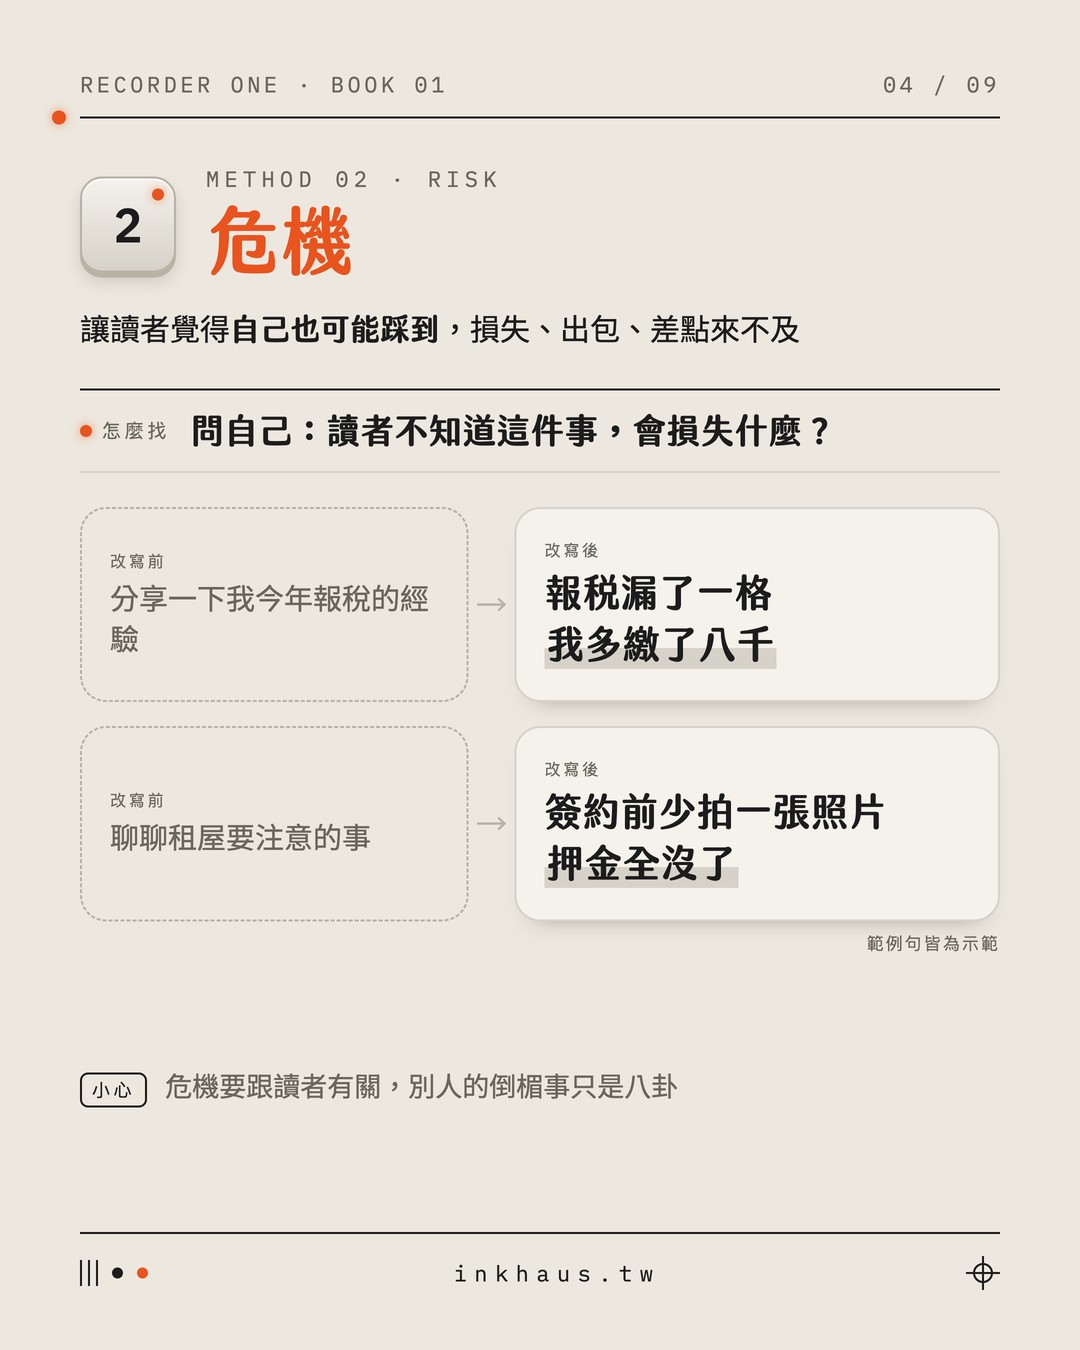 RECORDER ONE · BOOK 01
04 / 09
2
METHOD 02 · RISK
危機
讓讀者覺得自己也可能踩到，損失、出包、差點來不及
怎麼找
問自己：讀者不知道這件事，會損失什麼？
改寫前
分享一下我今年報稅的經
驗
→
改寫後
報稅漏了一格
我多繳了八千
改寫前
聊聊租屋要注意的事
→
改寫後
簽約前少拍一張照片
押金全沒了
範例句皆為示範
小心
危機要跟讀者有關，別人的倒楣事只是八卦
inkhaus.tw